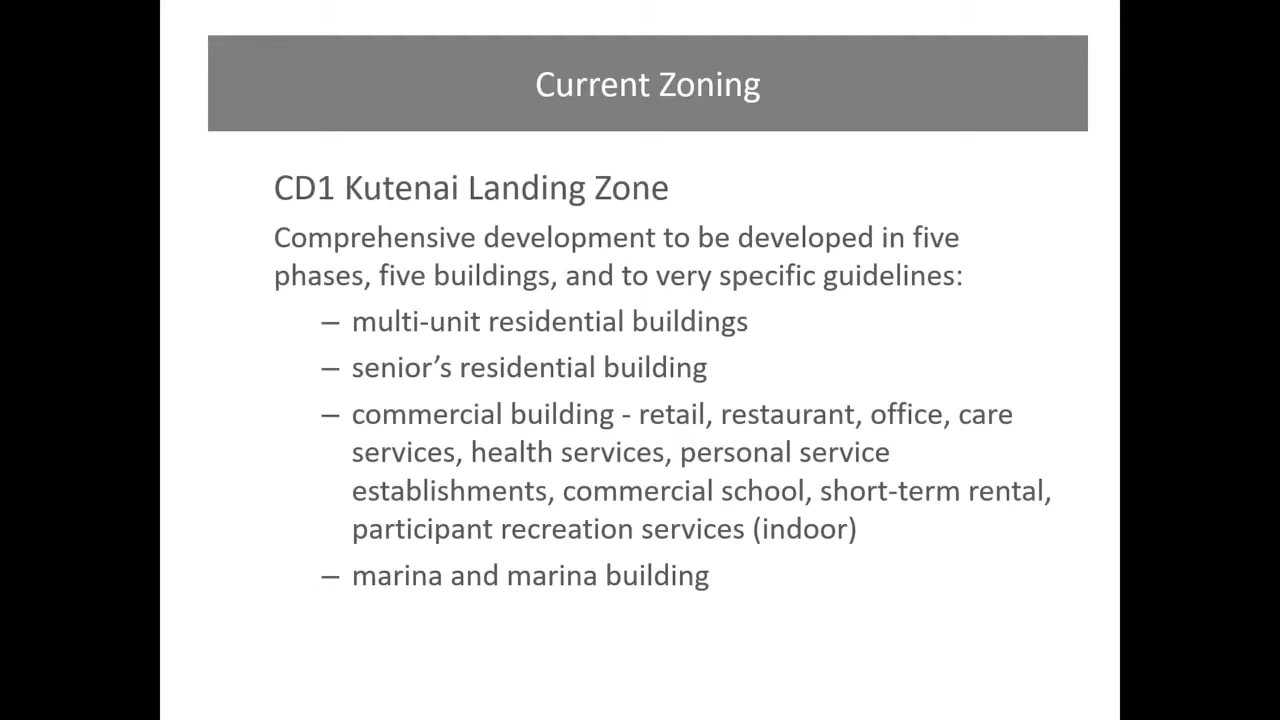 Current Zoning
CD1 Kutenai Landing Zone
Comprehensive development to be developed in five
phases, five buildings, and to very specific guidelines:
– multi-unit residential buildings
– senior’s residential building
– commercial building - retail, restaurant, office, care
services, health services, personal service
establishments, commercial school, short-term rental,
participant recreation services (indoor)
– marina and marina building